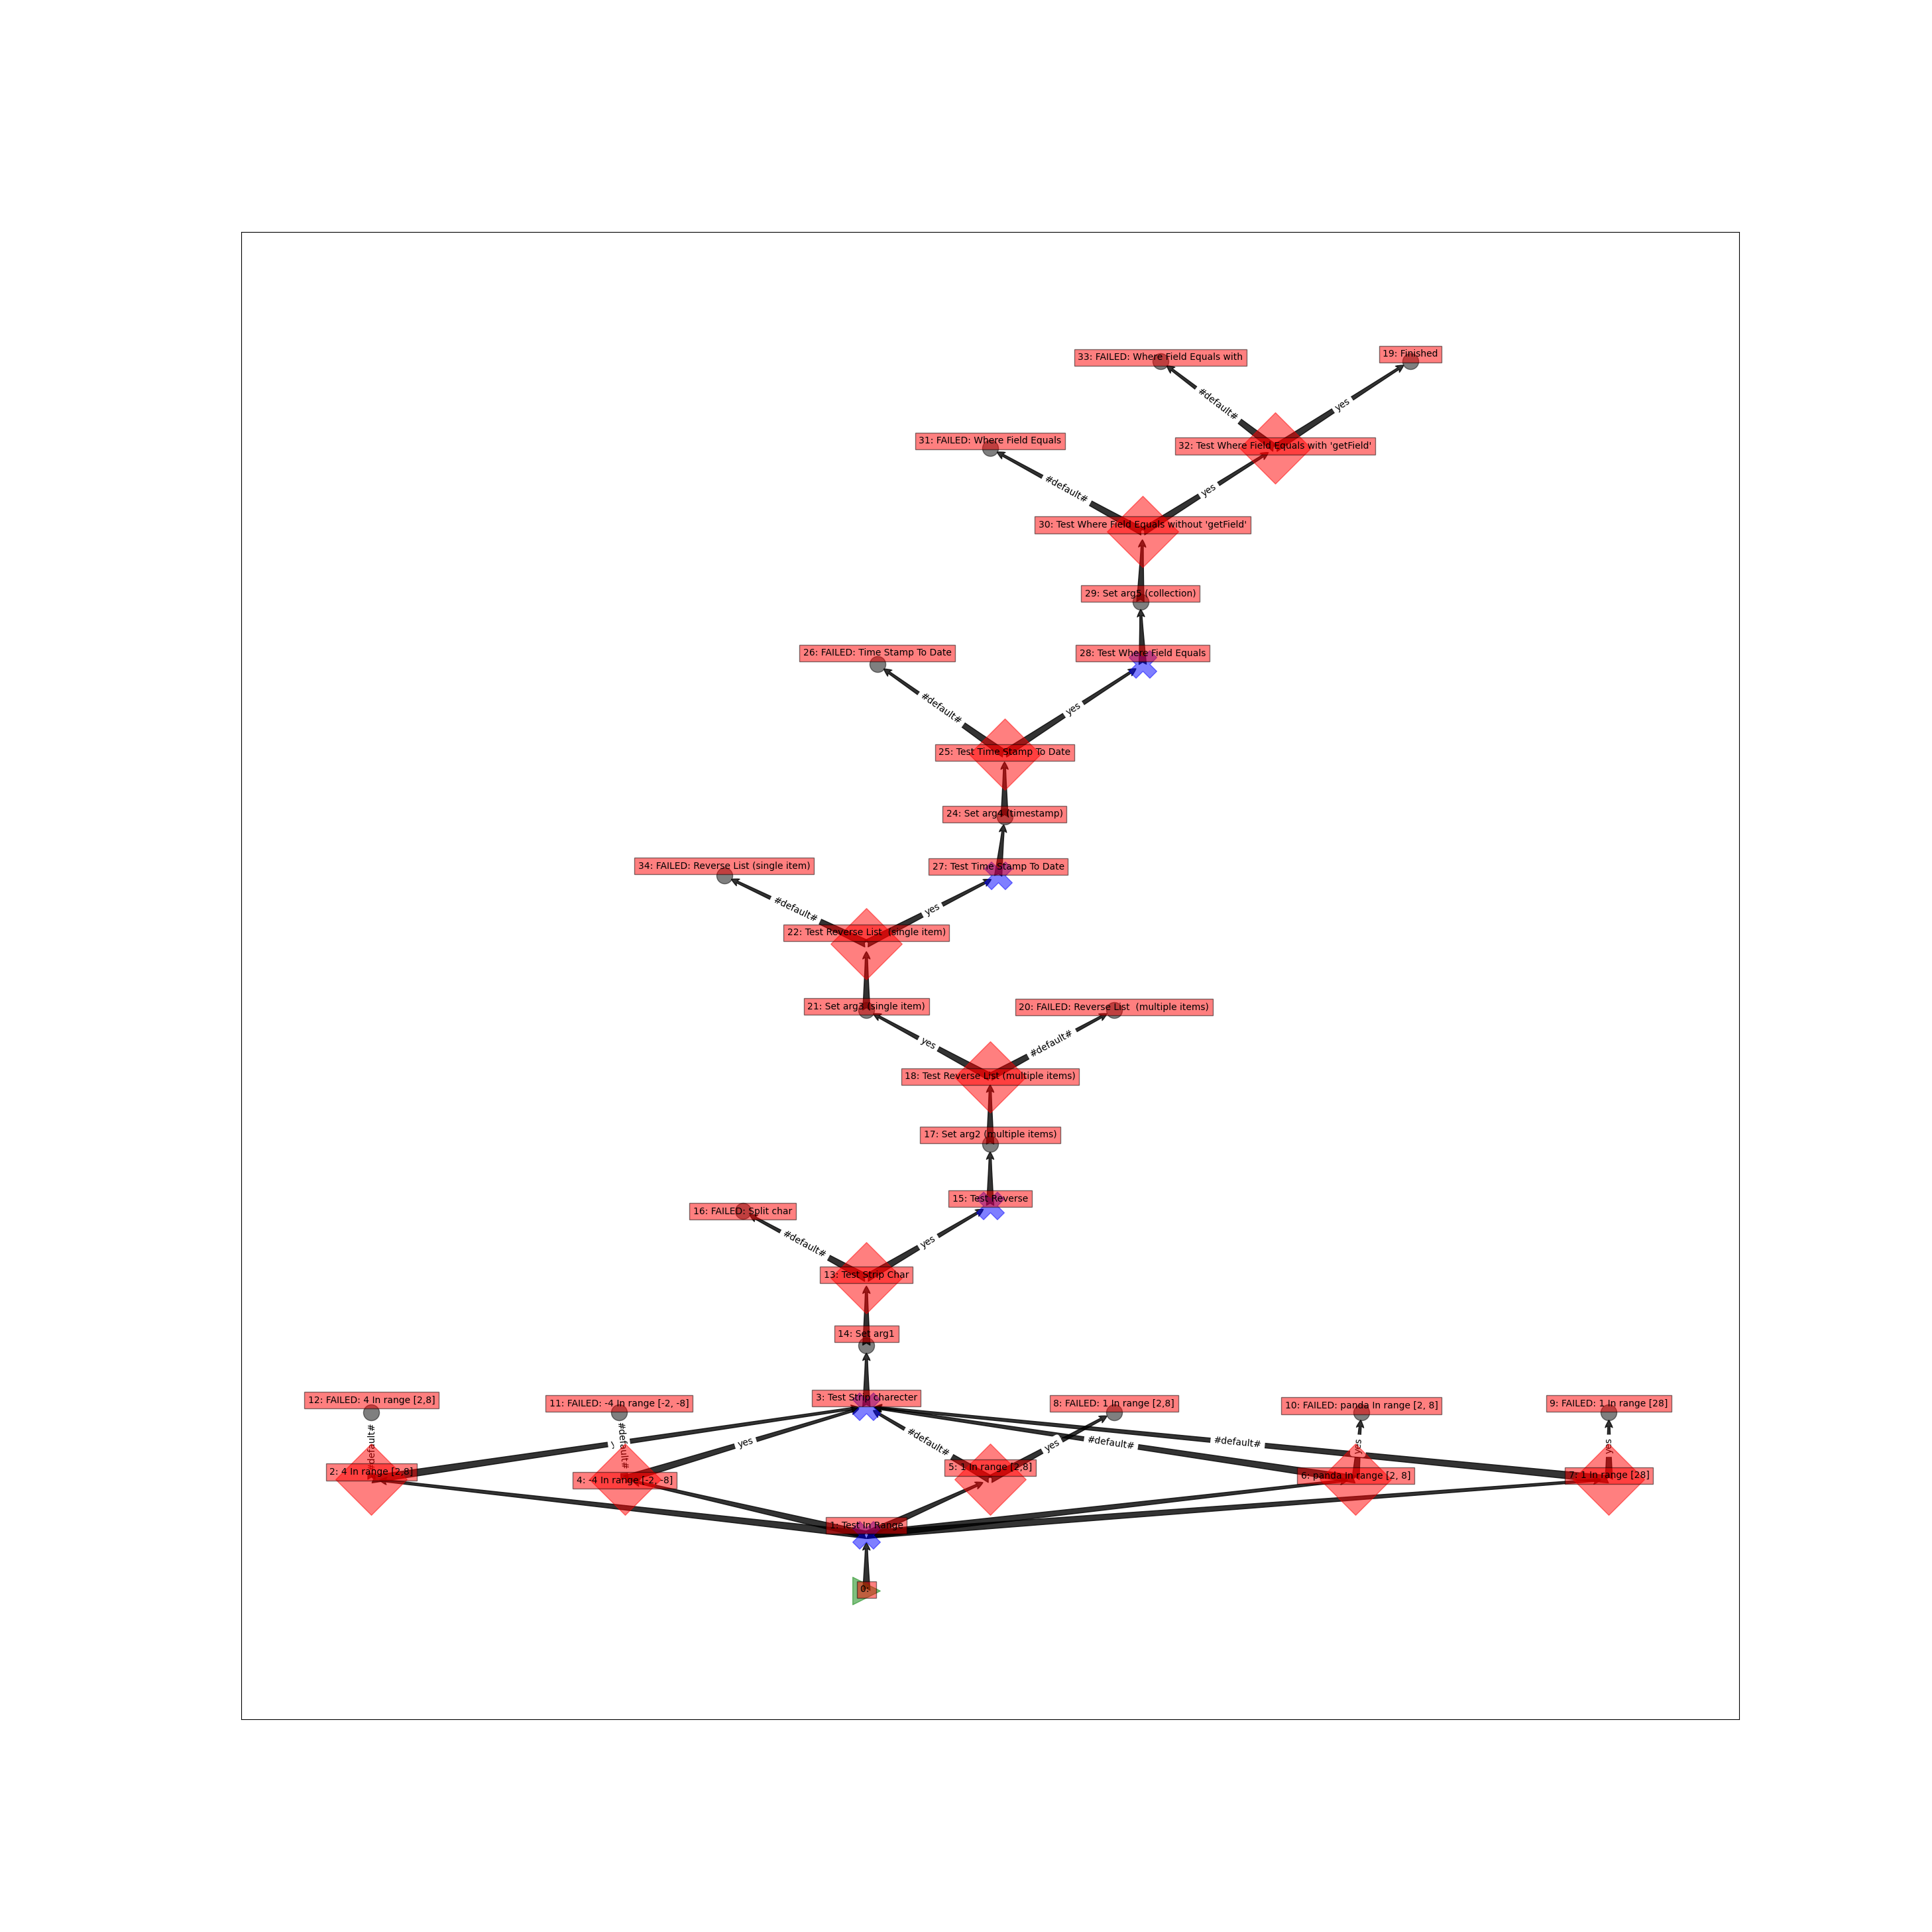 33: FAILED: Where Field Equals with
19: Finished
#default#
yes
31: FAILED: Where Field Equals
32: Test Where Field Equals with 'getField'
#default#
yes
30: Test Where Field Equals without 'getField'
29: Set arg5 (collection)
26: FAILED: Time Stamp To Date
28: Test Where Field Equals
#default#
yes
25: Test Time Stamp To Date
24: Set arg4 (timestamp)
34: FAILED: Reverse List (single item)
27: Test Time Stamp To Date
#default#
yes
22: Test Reverse List  (single item)
21: Set arg3 (single item)
20: FAILED: Reverse List  (multiple items)
yes
#default#
18: Test Reverse List (multiple items)
17: Set arg2 (multiple items)
15: Test Reverse
16: FAILED: Split char
#default#
yes
13: Test Strip Char
14: Set arg1
12: FAILED: 4 In range [2,8]
11: FAILED: -4 In range [-2, -8]
3: Test Strip charecter
8: FAILED: 1 In range [2,8]
10: FAILED: panda In range [2, 8]
9: FAILED: 1 In range [28]
#default#
#default#
yes
#default#
yes
#default#
yes
#default#
yes
2: 4 In range [2,8]
4: -4 In range [-2, -8]
5: 1 In range [2,8]
6: panda In range [2, 8]
7: 1 In range [28]
1: Test In Range
0: